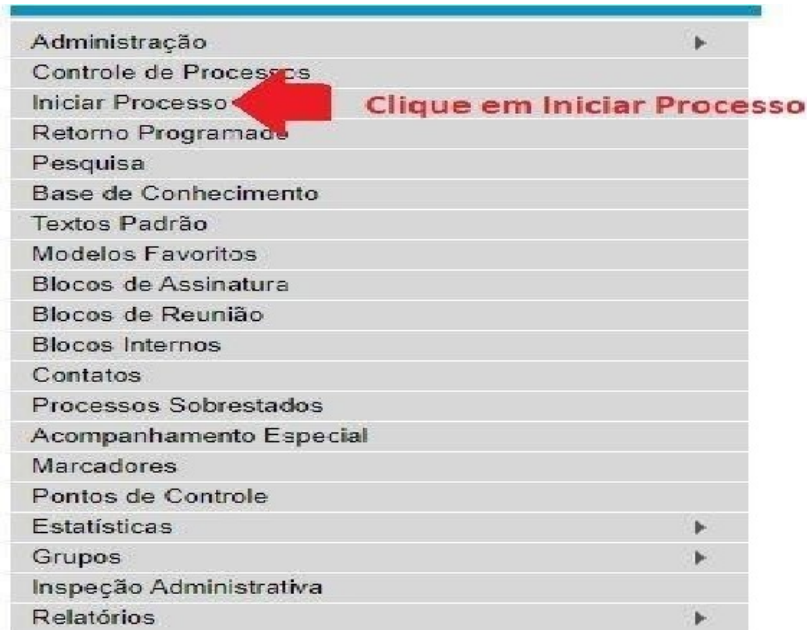 Administração
Controle de Processos
Iniciar Processo
Clique em Iniciar Processo
Retorno Programado
Pesquisa
Base de Conhecimento
Textos Padrão
Modelos Favoritos
Blocos de Assinatura
Blocos de Reunião
Blocos Internos
Contatos
Processos Sobrestados
Acompanhamento Especial
Marcadores
Pontos de Controle
Estatísticas
Grupos
Inspeção Administrativa
Relatórios